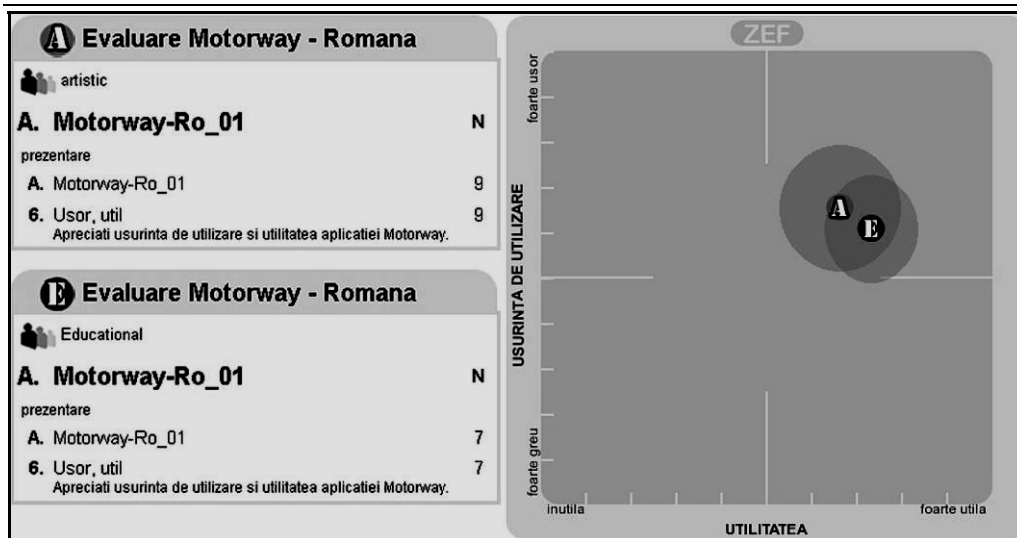 A Evaluare Motorway - Romana
artistic
A. Motorway-Ro_01 N
prezentare
A. Motorway-Ro_01 9
6. Usor, util 9
Apreciati usurinta de utilizare si utilitatea aplicatiei Motorway.
E Evaluare Motorway - Romana
Educational
A. Motorway-Ro_01 N
prezentare
A. Motorway-Ro_01 7
6. Usor, util 7
Apreciati usurinta de utilizare si utilitatea aplicatiei Motorway.
ZEF
foarte usor
USURINTA DE UTILIZARE
foarte greu
A
E
inutila
foarte utila
UTILITATEA